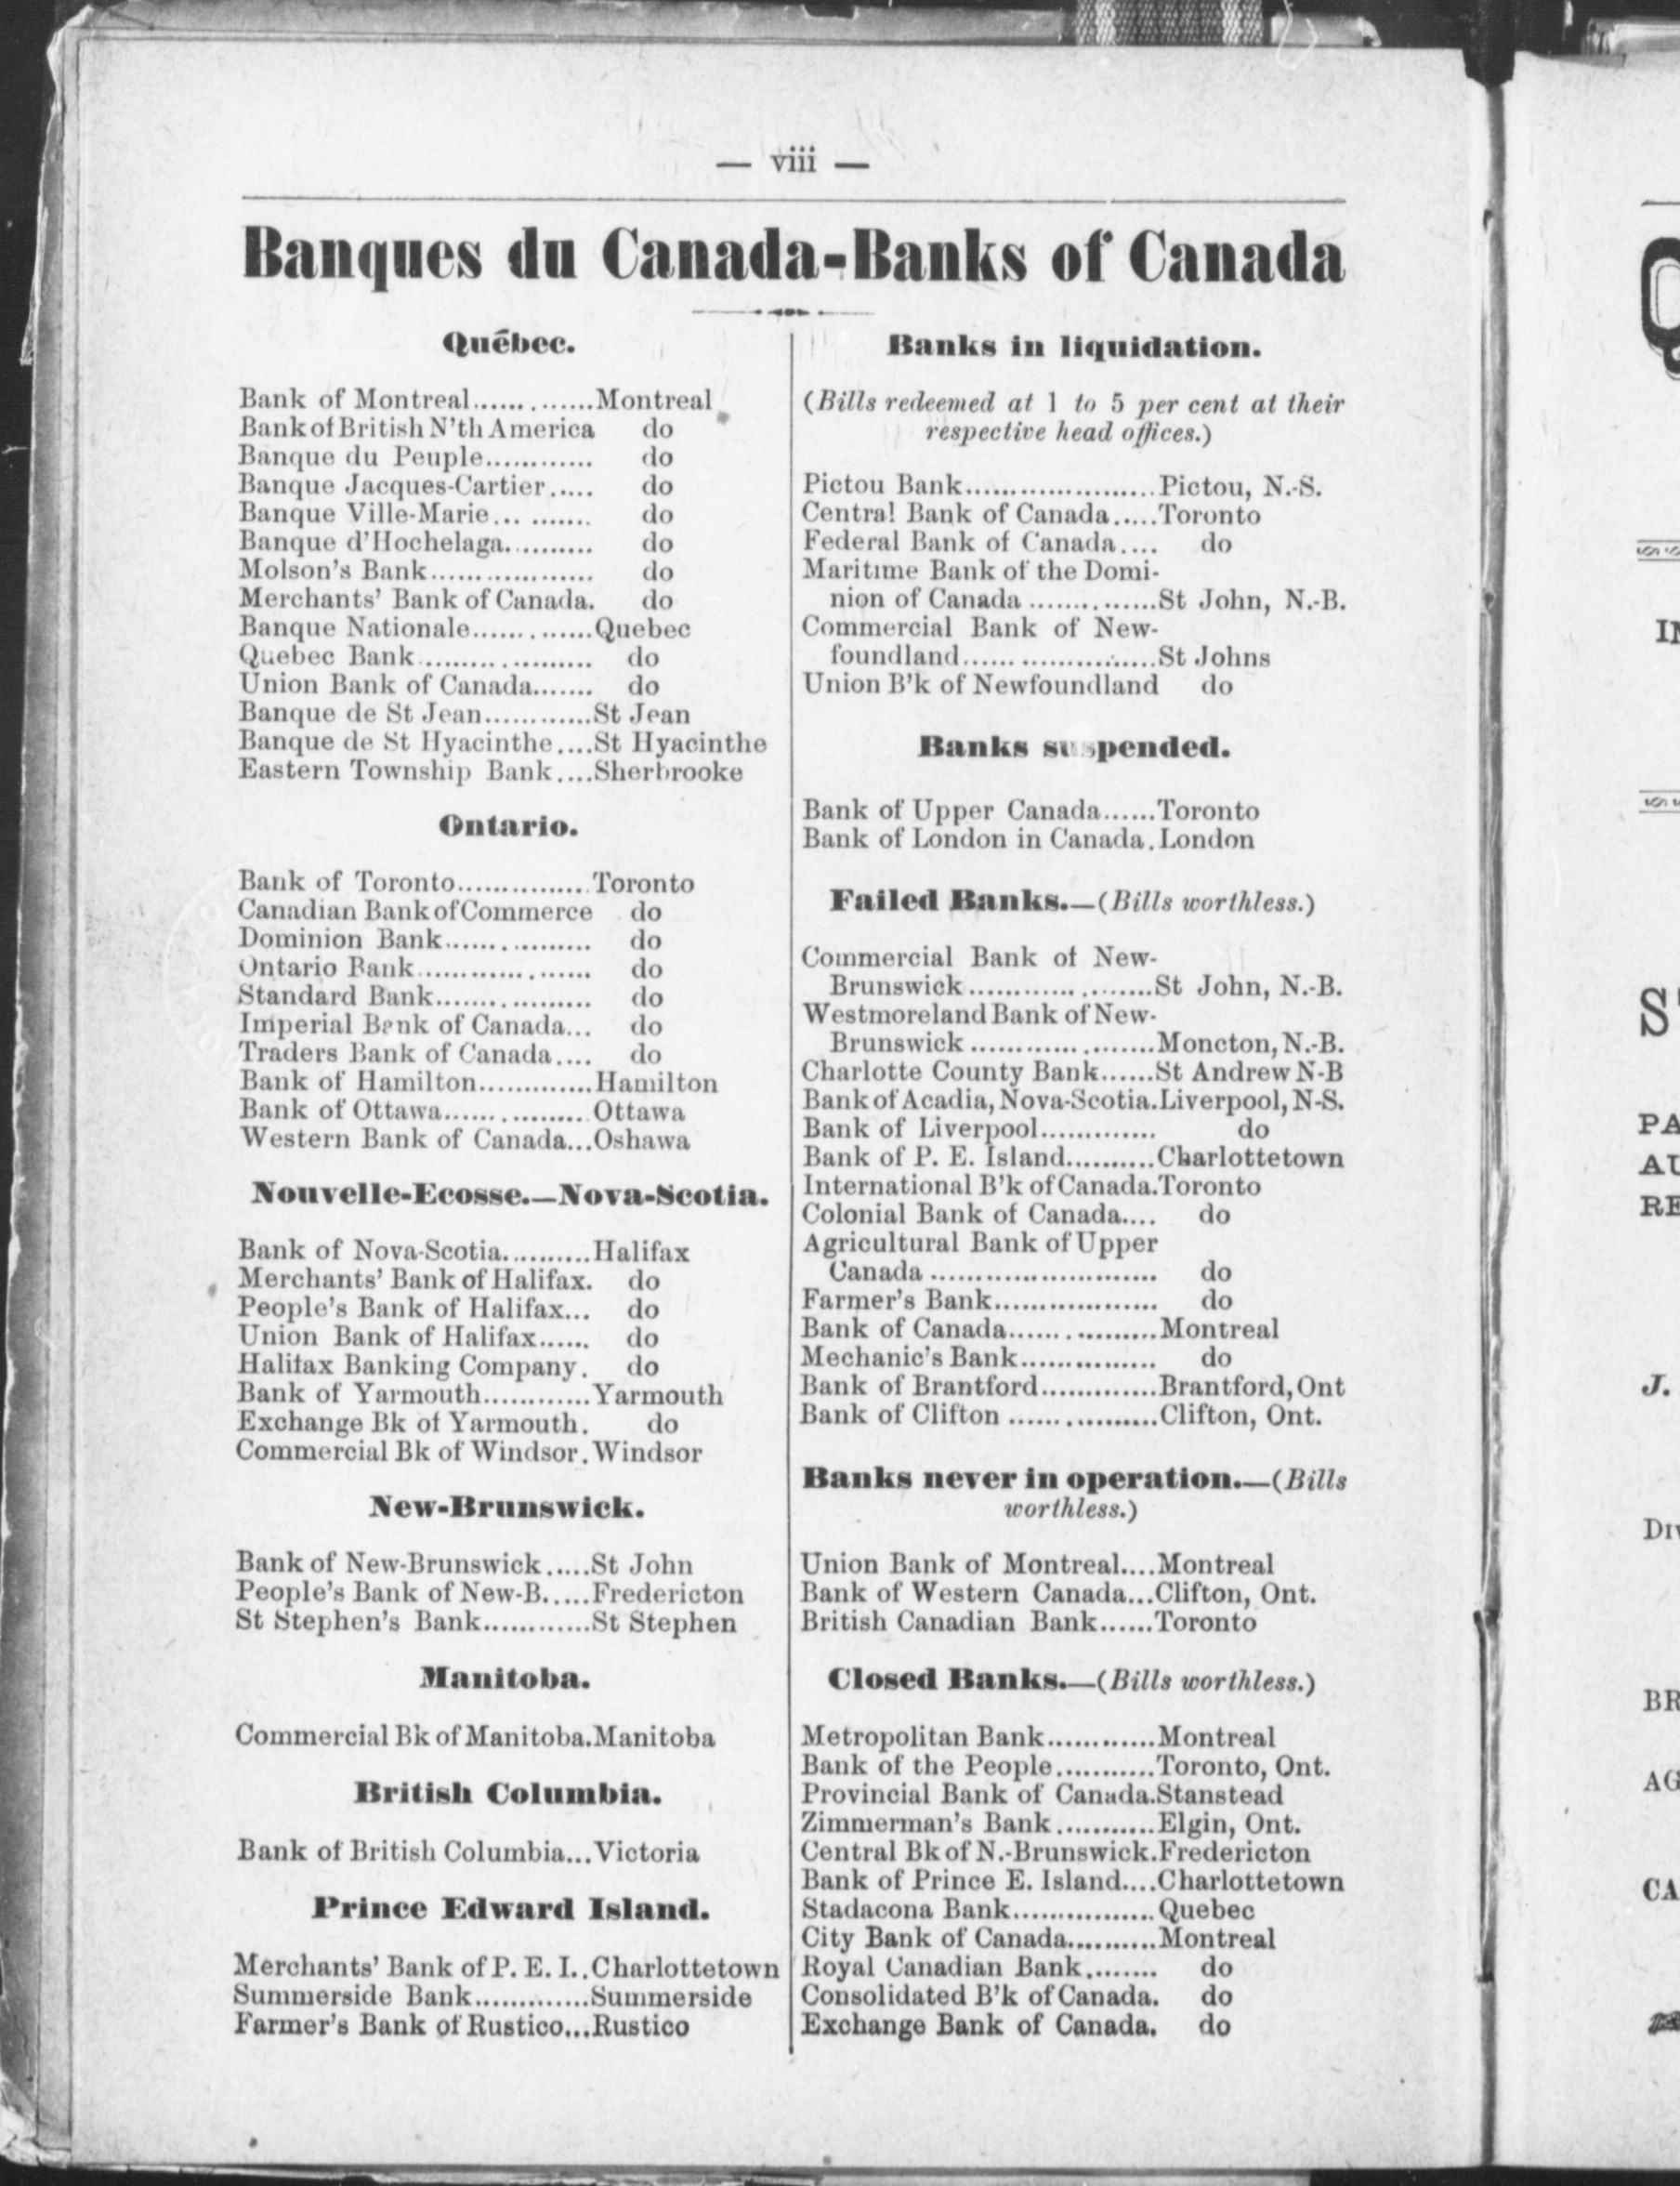 — viii —
Banques du Canada-Banks of Canada
Québec.
Bank of Montreal.............Montreal
Bank of British N'th America do
Banque du Peuple............ do
Banque Jacques-Cartier..... do
Banque Ville-Marie... ....... do
Banque d'Hochelaga.......... do
Molson's Bank.................. do
Merchants' Bank of Canada. do
Banque Nationale.............Quebec
Quebec Bank................... do
Union Bank of Canada....... do
Banque de St Jean............St Jean
Banque de St Hyacinthe....St Hyacinthe
Eastern Township Bank....Sherbrooke
Ontario.
Bank of Toronto...............Toronto
Canadian Bank of Commerce do
Dominion Bank................ do
Ontario Bank................... do
Standard Bank................. do
Imperial Bank of Canada... do
Traders Bank of Canada.... do
Bank of Hamilton.............Hamilton
Bank of Ottawa................Ottawa
Western Bank of Canada...Oshawa
Nouvelle-Ecosse.—Nova-Scotia.
Bank of Nova-Scotia..........Halifax
Merchants' Bank of Halifax. do
People's Bank of Halifax... do
Union Bank of Halifax...... do
Halifax Banking Company. do
Bank of Yarmouth............Yarmouth
Exchange Bk of Yarmouth. do
Commercial Bk of Windsor.Windsor
New-Brunswick.
Bank of New-Brunswick.....St John
People's Bank of New-B.....Fredericton
St Stephen's Bank............St Stephen
Manitoba.
Commercial Bk of Manitoba.Manitoba
British Columbia.
Bank of British Columbia...Victoria
Prince Edward Island.
Merchants' Bank of P. E. I..Charlottetown
Summerside Bank.............Summerside
Farmer's Bank of Rustico...Rustico
Banks in liquidation.
(Bills redeemed at 1 to 5 per cent at their
respective head offices.)
Pictou Bank.....................Pictou, N.-S.
Central Bank of Canada.....Toronto
Federal Bank of Canada.... do
Maritime Bank of the Domi-
nion of Canada ..............St John, N.-B.
Commercial Bank of New-
foundland.....................St Johns
Union B'k of Newfoundland do
Banks suspended.
Bank of Upper Canada......Toronto
Bank of London in Canada.London
Failed Banks.—(Bills worthless.)
Commercial Bank of New-
Brunswick ....................St John, N.-B.
Westmoreland Bank of New-
Brunswick ....................Moncton, N.-B.
Charlotte County Bank......St Andrew N-B
Bank of Acadia, Nova-Scotia.Liverpool, N-S.
Bank of Liverpool............. do
Bank of P. E. Island..........Charlottetown
International B'k of Canada.Toronto
Colonial Bank of Canada.... do
Agricultural Bank of Upper
Canada ......................... do
Farmer's Bank.................. do
Bank of Canada................Montreal
Mechanic's Bank............... do
Bank of Brantford.............Brantford, Ont
Bank of Clifton ................Clifton, Ont.
Banks never in operation.—(Bills
worthless.)
Union Bank of Montreal....Montreal
Bank of Western Canada...Clifton, Ont.
British Canadian Bank......Toronto
Closed Banks.—(Bills worthless.)
Metropolitan Bank............Montreal
Bank of the People...........Toronto, Ont.
Provincial Bank of Canada.Stanstead
Zimmerman's Bank...........Elgin, Ont.
Central Bk of N.-Brunswick.Fredericton
Bank of Prince E. Island....Charlottetown
Stadacona Bank................Quebec
City Bank of Canada..........Montreal
Royal Canadian Bank........ do
Consolidated B'k of Canada. do
Exchange Bank of Canada. do